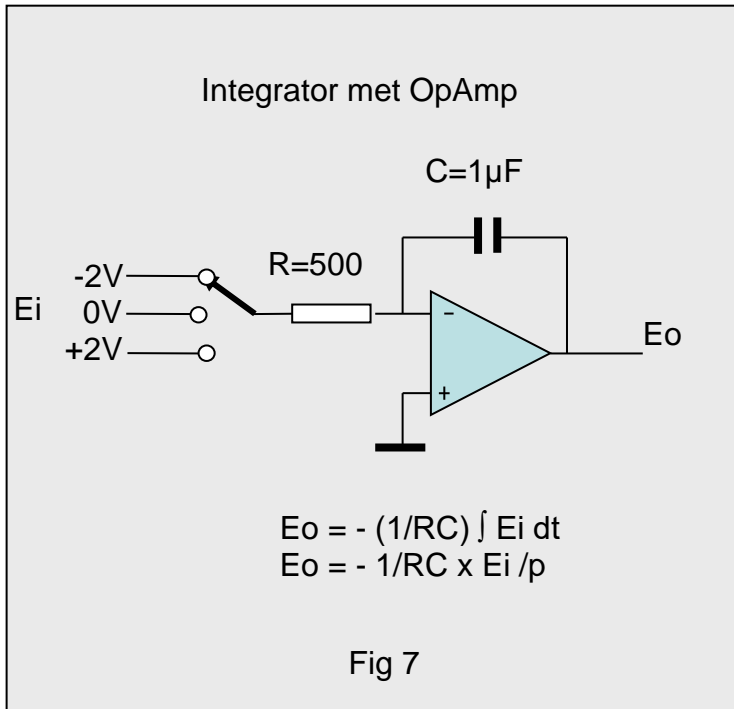 Integrator met OpAmp
C=1µF
R=500
-2V
Ei
0V
+2V
-
+
Eo
Eo = - (1/RC) ∫ Ei dt
Eo = - 1/RC x Ei /p
Fig 7